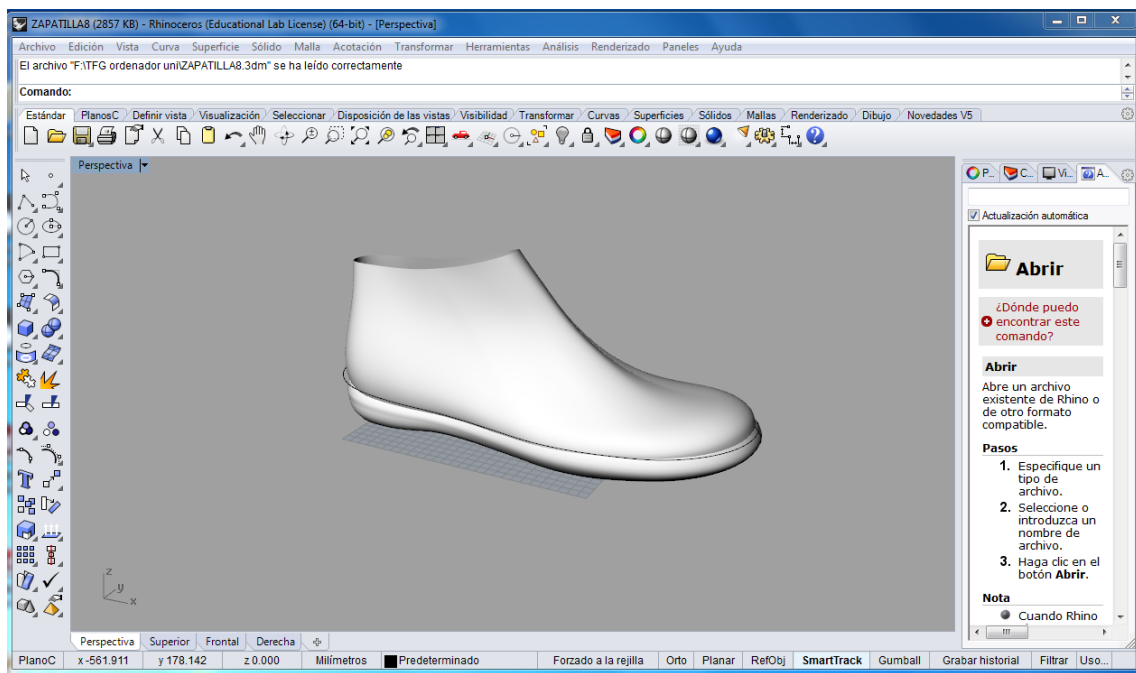 ZAPATILLA8 (2857 KB) - Rhinoceros (Educational Lab License) (64-bit) - [Perspectiva]
Archivo Edición Vista Curva Superficie Sólido Malla Acotación Transformar Herramientas Análisis Renderizado Paneles Ayuda
El archivo "F:\TFG ordenador uni\ZAPATILLA8.3dm" se ha leído correctamente
Comando:
Estándar PlanosC Definir vista Visualización Seleccionar Disposición de las vistas Visibilidad Transformar Curvas Superficies Sólidos Mallas Renderizado Dibujo Novedades V5
Perspectiva
P... C... Vi... A...
Actualización automática
Abrir
¿Dónde puedo
encontrar este
comando?
Abrir
Abre un archivo
existente de Rhino o
de otro formato
compatible.
Pasos
1. Especifique un
tipo de
archivo.
2. Seleccione o
introduzca un
nombre de
archivo.
3. Haga clic en el
botón Abrir.
Nota
Cuando Rhino
z
y
x
Perspectiva Superior Frontal Derecha
PlanoC x -561.911 y 178.142 z 0.000 Milímetros Predeterminado Forzado a la rejilla Orto Planar RefObj SmartTrack Gumball Grabar historial Filtrar Uso...